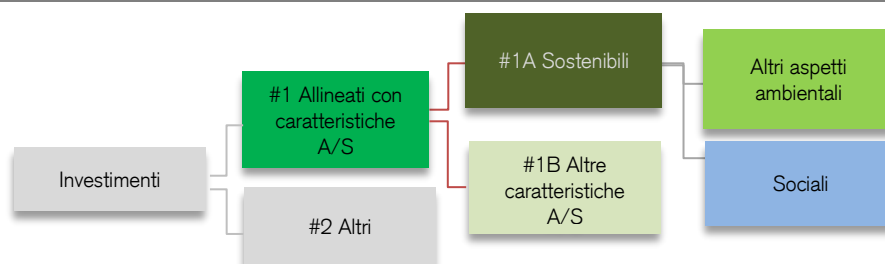 Investimenti
#1 Allineati con
caratteristiche
A/S
#2 Altri
#1A Sostenibili
#1B Altre
caratteristiche
A/S
Altri aspetti
ambientali
Sociali